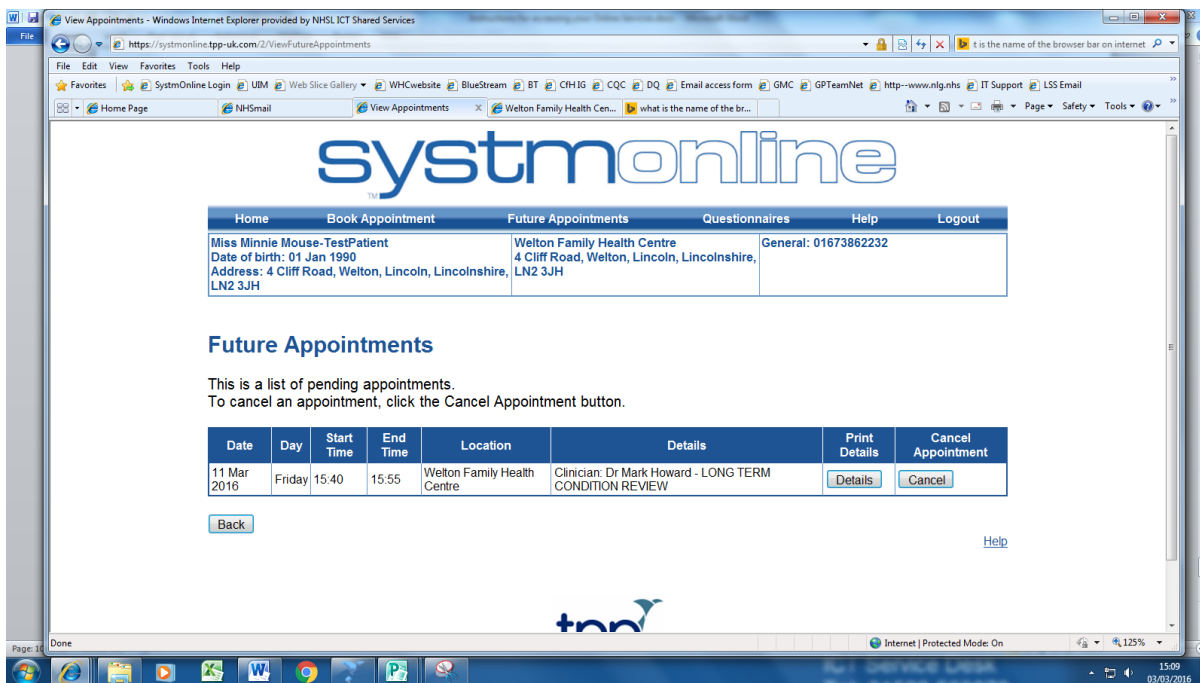 View Appointments - Windows Internet Explorer provided by NHSL ICT Shared Services
File
https://systmonline.tpp-uk.com/2/ViewFutureAppointments
t is the name of the browser bar on internet
File Edit View Favorites Tools Help
Favorites SystmOnline Login UIM Web Slice Gallery WHCwebsite BlueStream BT CfH IG CQC DQ Email access form GMC GPTeamNet http--www.nlg.nhs IT Support LSS Email
Home Page NHSmail View Appointments x Welton Family Health Cen... what is the name of the br... Page Safety Tools
systmonline
TM
Home Book Appointment Future Appointments Questionnaires Help Logout
Miss Minnie Mouse-TestPatient
Date of birth: 01 Jan 1990
Address: 4 Cliff Road, Welton, Lincoln, Lincolnshire,
LN2 3JH
Welton Family Health Centre
4 Cliff Road, Welton, Lincoln, Lincolnshire,
LN2 3JH
General: 01673862232
Future Appointments
This is a list of pending appointments.
To cancel an appointment, click the Cancel Appointment button.
Date Day Start Time End Time Location Details Print Details Cancel Appointment
11 Mar 2016 Friday 15:40 15:55 Welton Family Health Centre Clinician: Dr Mark Howard - LONG TERM CONDITION REVIEW Details Cancel
Back
Help
tpp
Done Internet | Protected Mode: On 125%
Page: 10
ICT Service Desk
15:09
03/03/2016